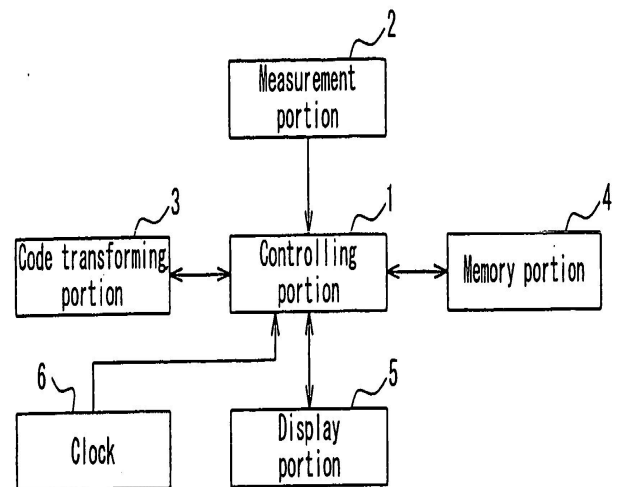 2
Measurement
portion
3
Code transforming
portion
1
Controlling
portion
4
Memory portion
6
Clock
5
Display
portion